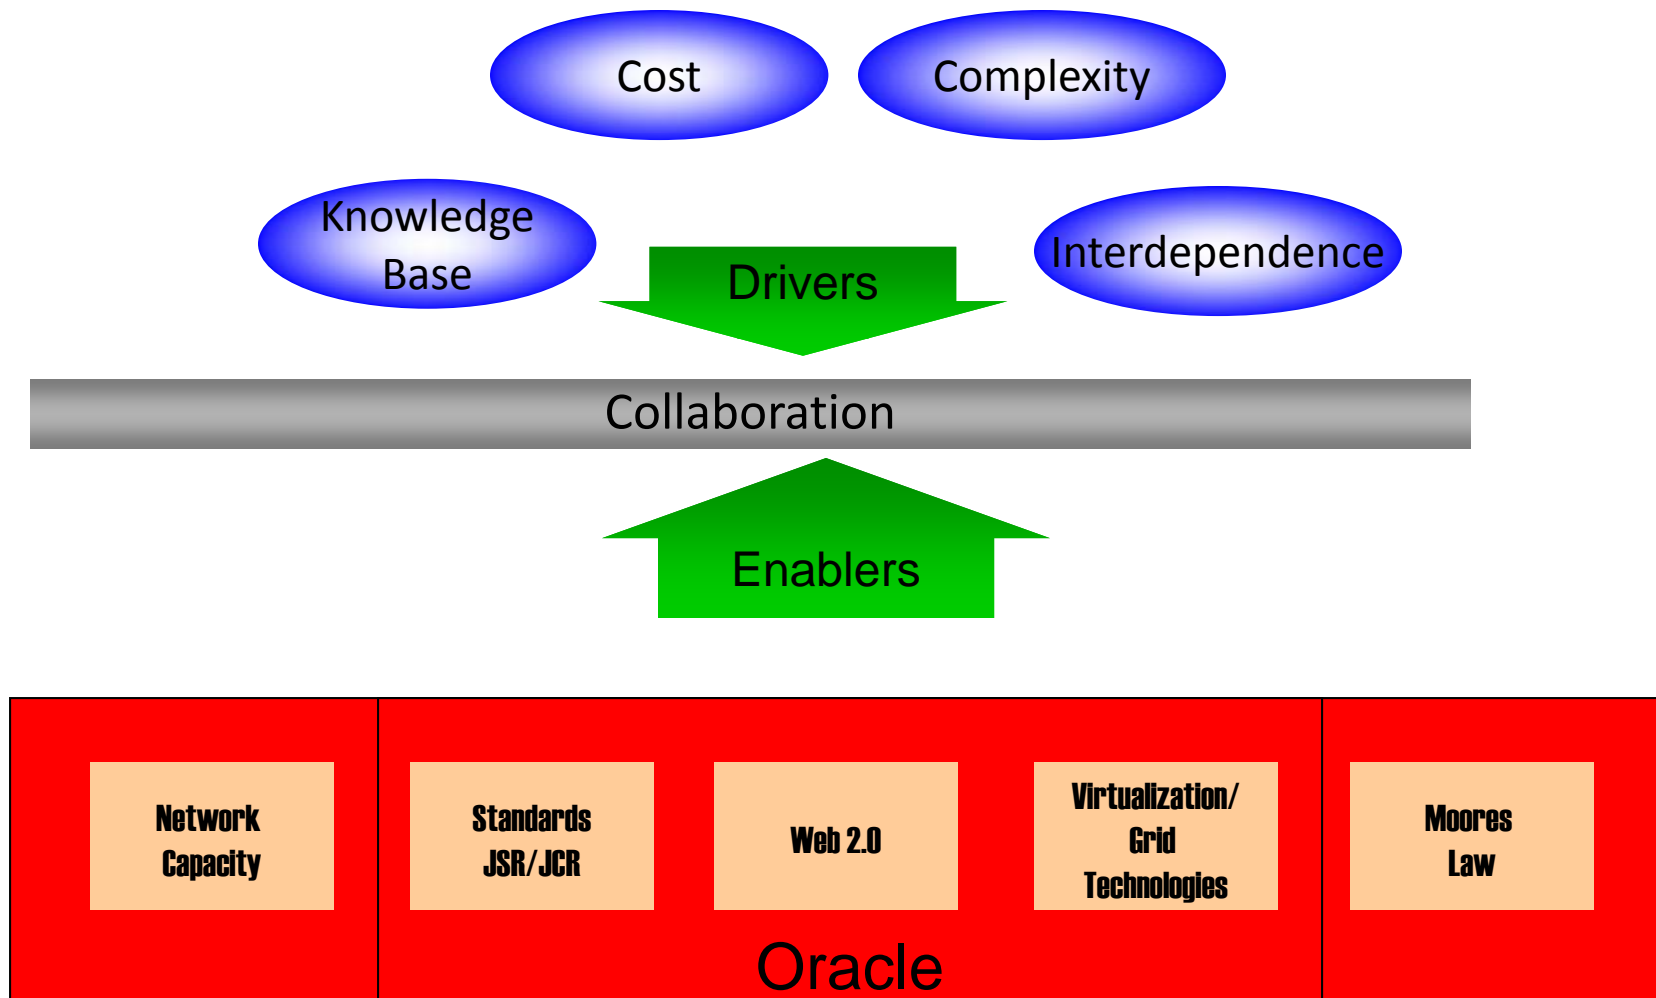 Cost
Complexity
Knowledge
Base
Interdependence
Drivers
Collaboration
Enablers
Network
Capacity
Standards
JSR/JCR
Web 2.0
Virtualization/
Grid
Technologies
Moores
Law
Oracle